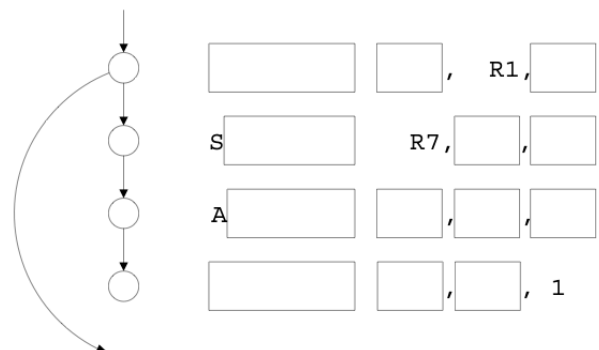 , R1,
S R7, ,
A , ,
, , 1